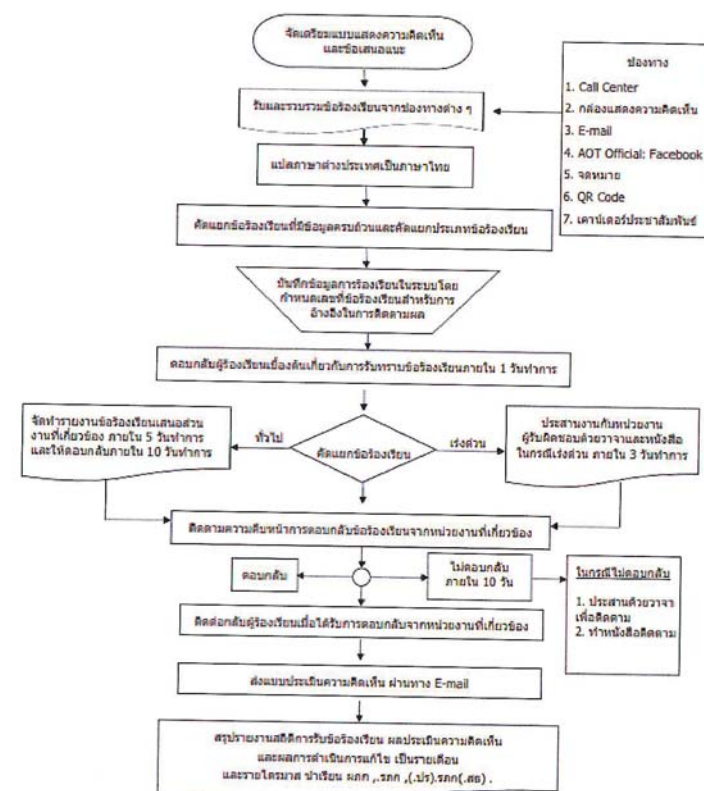 จัดเตรียมแบบแสดงความคิดเห็น
และข้อเสนอแนะ
ช่องทาง
1. Call Center
2. กล่องแสดงความคิดเห็น
3. E-mail
4. AOT Official: Facebook
5. จดหมาย
6. QR Code
7. เคาน์เตอร์ประชาสัมพันธ์
รับและรวบรวมข้อร้องเรียนจากช่องทางต่าง ๆ
แปลภาษาต่างประเทศเป็นภาษาไทย
คัดแยกข้อร้องเรียนที่มีข้อมูลครบถ้วนและคัดแยกประเภทข้อร้องเรียน
บันทึกข้อมูลการร้องเรียนในระบบโดย
กำหนดเลขที่ข้อร้องเรียนสำหรับการ
อ้างอิงในการติดตามผล
ตอบกลับผู้ร้องเรียนเบื้องต้นเกี่ยวกับการรับทราบข้อร้องเรียนภายใน 1 วันทำการ
จัดทำรายงานข้อร้องเรียนเสนอส่วน
งานที่เกี่ยวข้อง ภายใน 5 วันทำการ
และให้ตอบกลับภายใน 10 วันทำการ
ทั่วไป
คัดแยกข้อร้องเรียน
เร่งด่วน
ประสานงานกับหน่วยงาน
ผู้รับผิดชอบด้วยวาจาและหนังสือ
ในกรณีเร่งด่วน ภายใน 3 วันทำการ
ติดตามความคืบหน้าการตอบกลับข้อร้องเรียนจากหน่วยงานที่เกี่ยวข้อง
ตอบกลับ
ไม่ตอบกลับ
ภายใน 10 วัน
ในกรณีไม่ตอบกลับ
1. ประสานด้วยวาจา
เพื่อติดตาม
2. ทำหนังสือติดตาม
ติดต่อกลับผู้ร้องเรียนเมื่อได้รับการตอบกลับจากหน่วยงานที่เกี่ยวข้อง
ส่งแบบประเมินความคิดเห็น ผ่านทาง E-mail
สรุปรายงานสถิติการรับข้อร้องเรียน ผลประเมินความคิดเห็น
และผลการดำเนินการแก้ไข เป็นรายเดือน
และรายไตรมาส นำเรียน ผภก ,.รภก ,(.ปร).รภก(.สธ) .